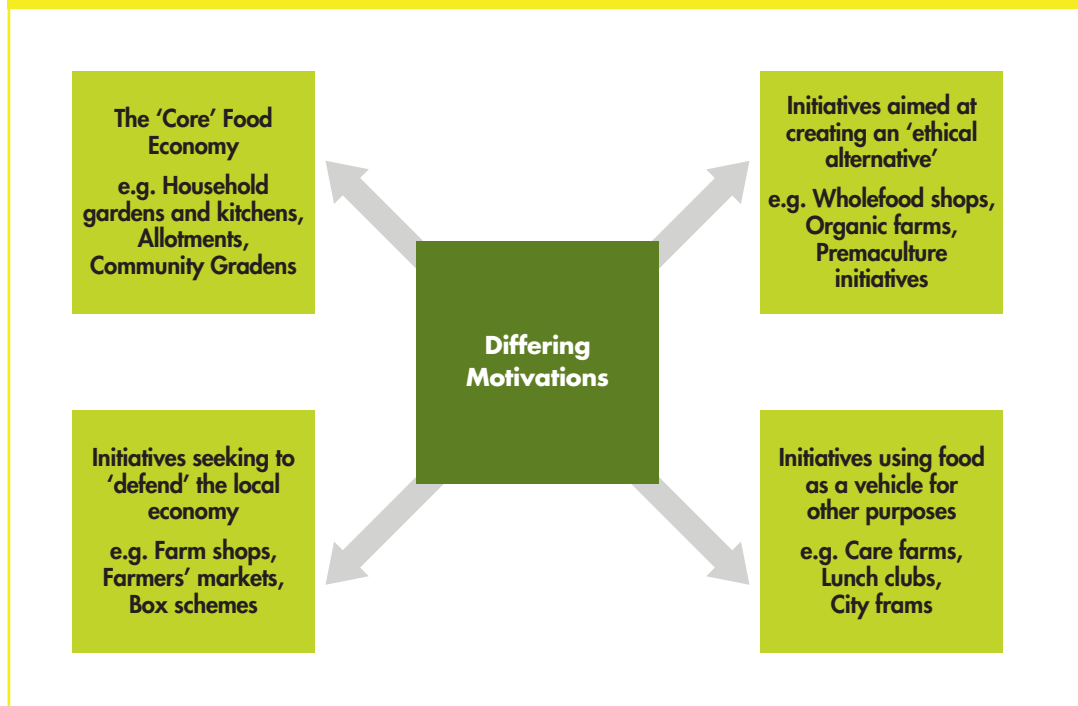 The ‘Core’ Food
Economy
e.g. Household
gardens and kitchens,
Allotments,
Community Gradens
Initiatives aimed at
creating an ‘ethical
alternative’
e.g. Wholefood shops,
Organic farms,
Premaculture
initiatives
Differing
Motivations
Initiatives seeking to
‘defend’ the local
economy
e.g. Farm shops,
Farmers’ markets,
Box schemes
Initiatives using food
as a vehicle for
other purposes
e.g. Care farms,
Lunch clubs,
City frams